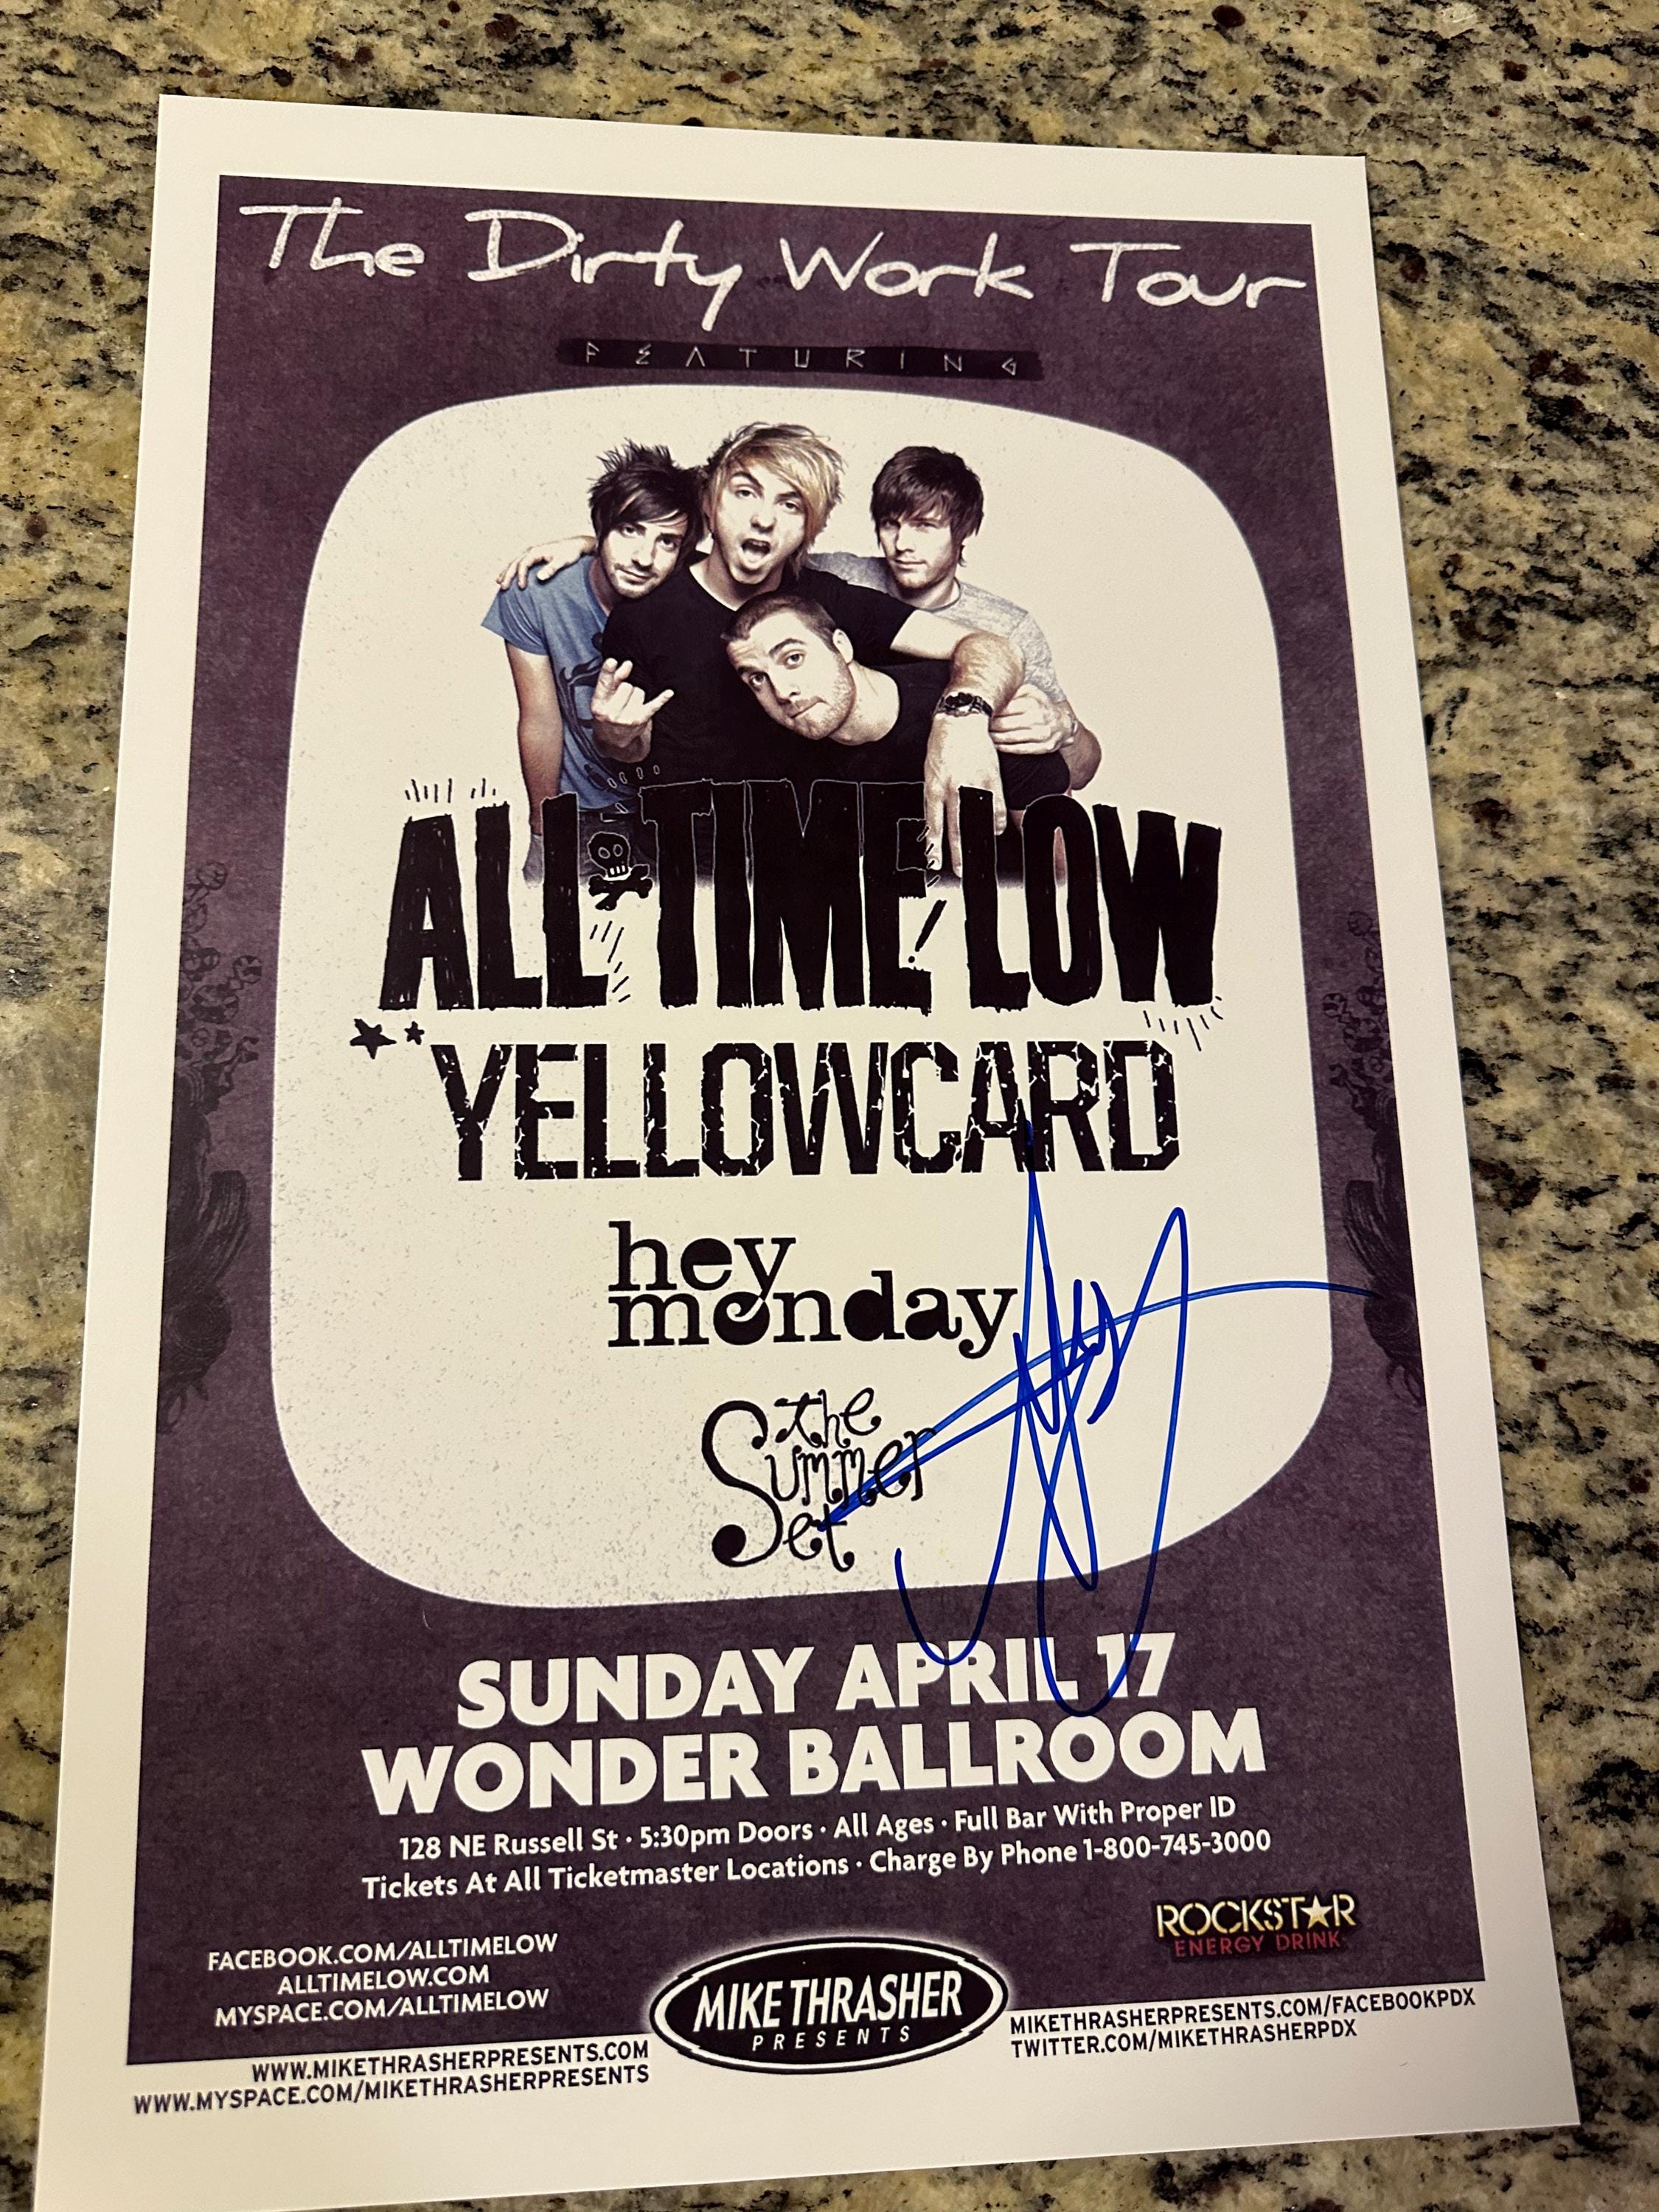 The Dirty Work Tour
FEATURING
ALL TIME LOW
YELLOWCARD
hey
monday
the
Summer
Set
SUNDAY APRIL 17
WONDER BALLROOM
128 NE Russell St · 5:30pm Doors · All Ages · Full Bar With Proper ID
Tickets At All Ticketmaster Locations · Charge By Phone 1-800-745-3000
ROCKSTAR
ENERGY DRINK
FACEBOOK.COM/ALLTIMELOW
ALLTIMELOW.COM
MYSPACE.COM/ALLTIMELOW
MIKE THRASHER
PRESENTS
WWW.MIKETHRASHERPRESENTS.COM
WWW.MYSPACE.COM/MIKETHRASHERPRESENTS
MIKETHRASHERPRESENTS.COM/FACEBOOKPDX
TWITTER.COM/MIKETHRASHERPDX